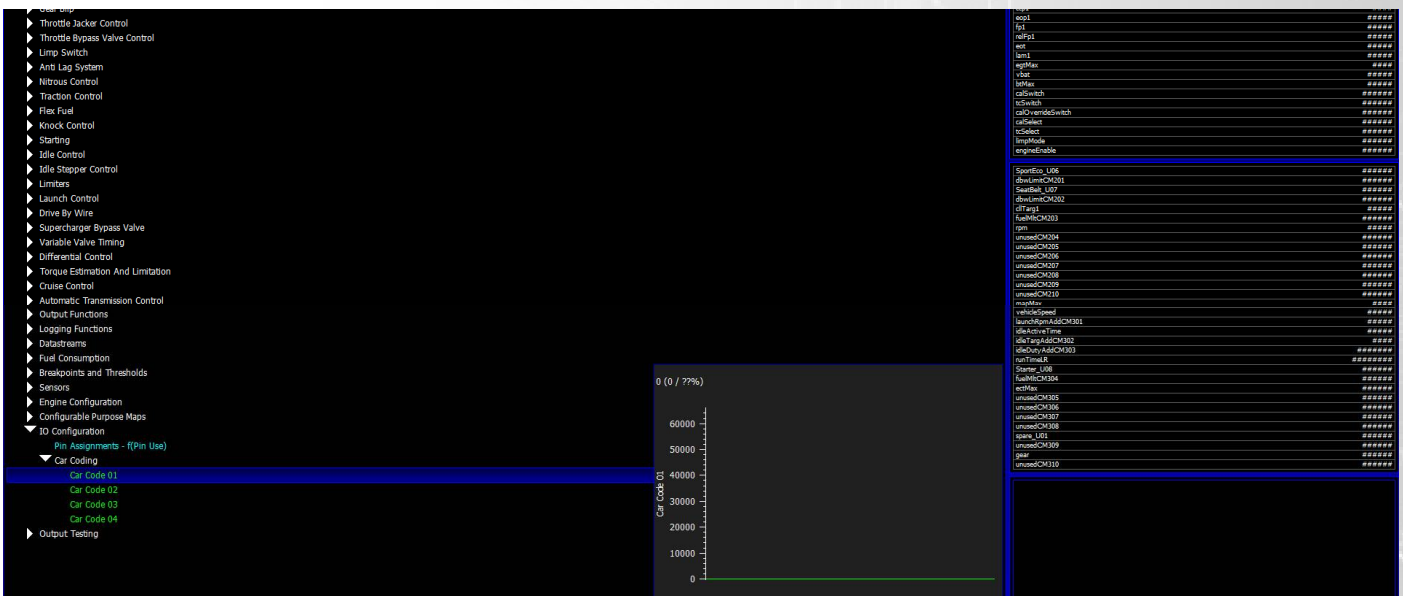 Gear Blip
Throttle Jacker Control
Throttle Bypass Valve Control
Limp Switch
Anti Lag System
Nitrous Control
Traction Control
Flex Fuel
Knock Control
Starting
Idle Control
Idle Stepper Control
Limiters
Launch Control
Drive By Wire
Supercharger Bypass Valve
Variable Valve Timing
Differential Control
Torque Estimation And Limitation
Cruise Control
Automatic Transmission Control
Output Functions
Logging Functions
Datastreams
Fuel Consumption
Breakpoints and Thresholds
Sensors
Engine Configuration
Configurable Purpose Maps
IO Configuration
Pin Assignments - f(Pin Use)
Car Coding
Car Code 01
Car Code 02
Car Code 03
Car Code 04
Output Testing
0 (0 / ??%)
60000
50000
40000
30000
20000
10000
0
Car Code 01
eop1 #####
fp1 #####
relFp1 #####
eot #####
lam1 #####
egtMax ####
vbat #####
btMax #####
calSwitch ######
tcSwitch ######
calOverrideSwitch ######
calSelect ######
tcSelect ######
limpMode ######
engineEnable ######
SportEco_U06 ######
dbwLimitCM201 ######
SeatBelt_U07 ######
dbwLimitCM202 ######
cllTarg1 #####
fuelMltCM203 ######
rpm #####
unusedCM204 ######
unusedCM205 ######
unusedCM206 ######
unusedCM207 ######
unusedCM208 ######
unusedCM209 ######
unusedCM210 ######
mapMax ####
vehicleSpeed #####
launchRpmAddCM301 #####
idleActiveTime #####
idleTargAddCM302 ####
idleDutyAddCM303 #######
runTimeLR ########
Starter_U08 ######
fuelMltCM304 ######
ectMax #####
unusedCM305 ######
unusedCM306 ######
unusedCM307 ######
unusedCM308 ######
spare_U01 ######
unusedCM309 ######
gear ######
unusedCM310 ######